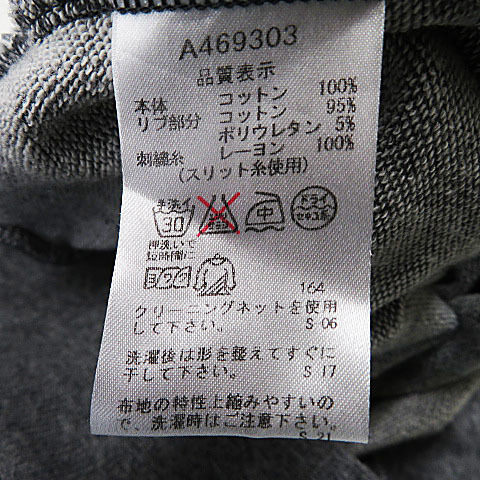 A469303
品質表示
本体 コットン 100%
リブ部分 コットン 95%
ポリウレタン 5%
刺繍糸 レーヨン 100%
(スリット糸使用)
手洗イ 30 中 ドライ セキユ系
押洗いで
短時間に
164
クリーニングネットを使用
して下さい。 S 06
洗濯後は形を整えてすぐに
干して下さい。 S 17
布地の特性上縮みやすいの
で、洗濯時はご注意下さい。
S 21